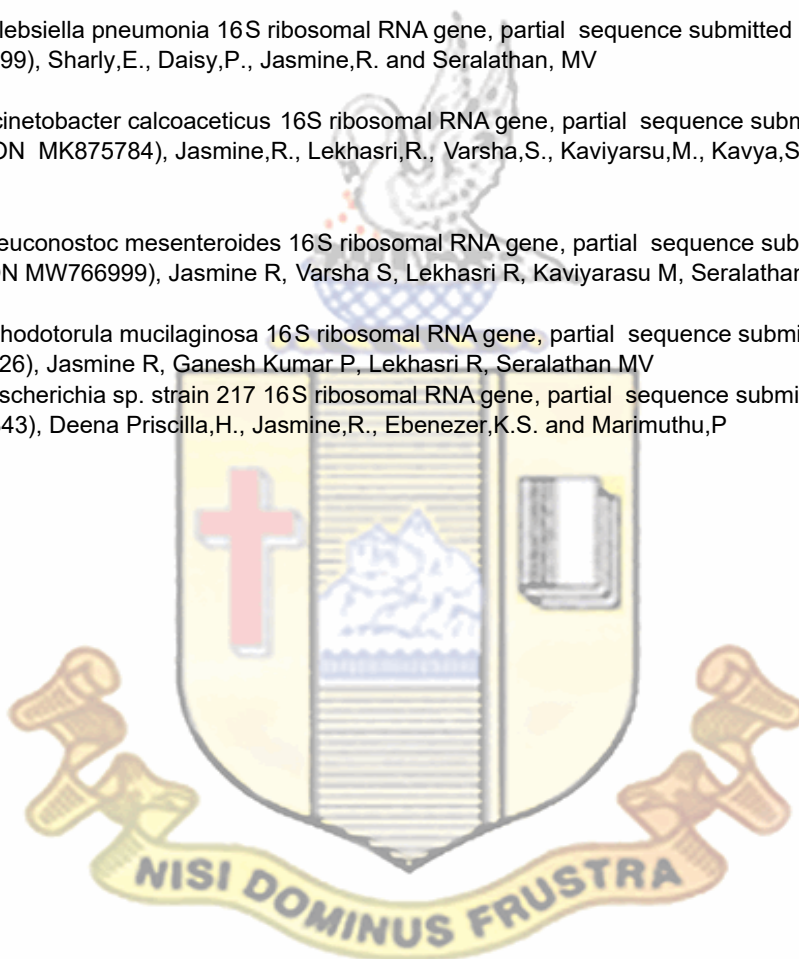 lebsiella pneumonia 16S ribosomal RNA gene, partial sequence submitted
99), Sharly,E., Daisy,P., Jasmine,R. and Seralathan, MV
cinetobacter calcoaceticus 16S ribosomal RNA gene, partial sequence subm
ON MK875784), Jasmine,R., Lekhasri,R., Varsha,S., Kaviyarsu,M., Kavya,S
euconostoc mesenteroides 16S ribosomal RNA gene, partial sequence sub
ON MW766999), Jasmine R, Varsha S, Lekhasri R, Kaviyarasu M, Seralathan
hodotorula mucilaginosa 16S ribosomal RNA gene, partial sequence submi
26), Jasmine R, Ganesh Kumar P, Lekhasri R, Seralathan MV
scherichia sp. strain 217 16S ribosomal RNA gene, partial sequence submi
43), Deena Priscilla,H., Jasmine,R., Ebenezer,K.S. and Marimuthu,P
NISI DOMINUS FRUSTRA